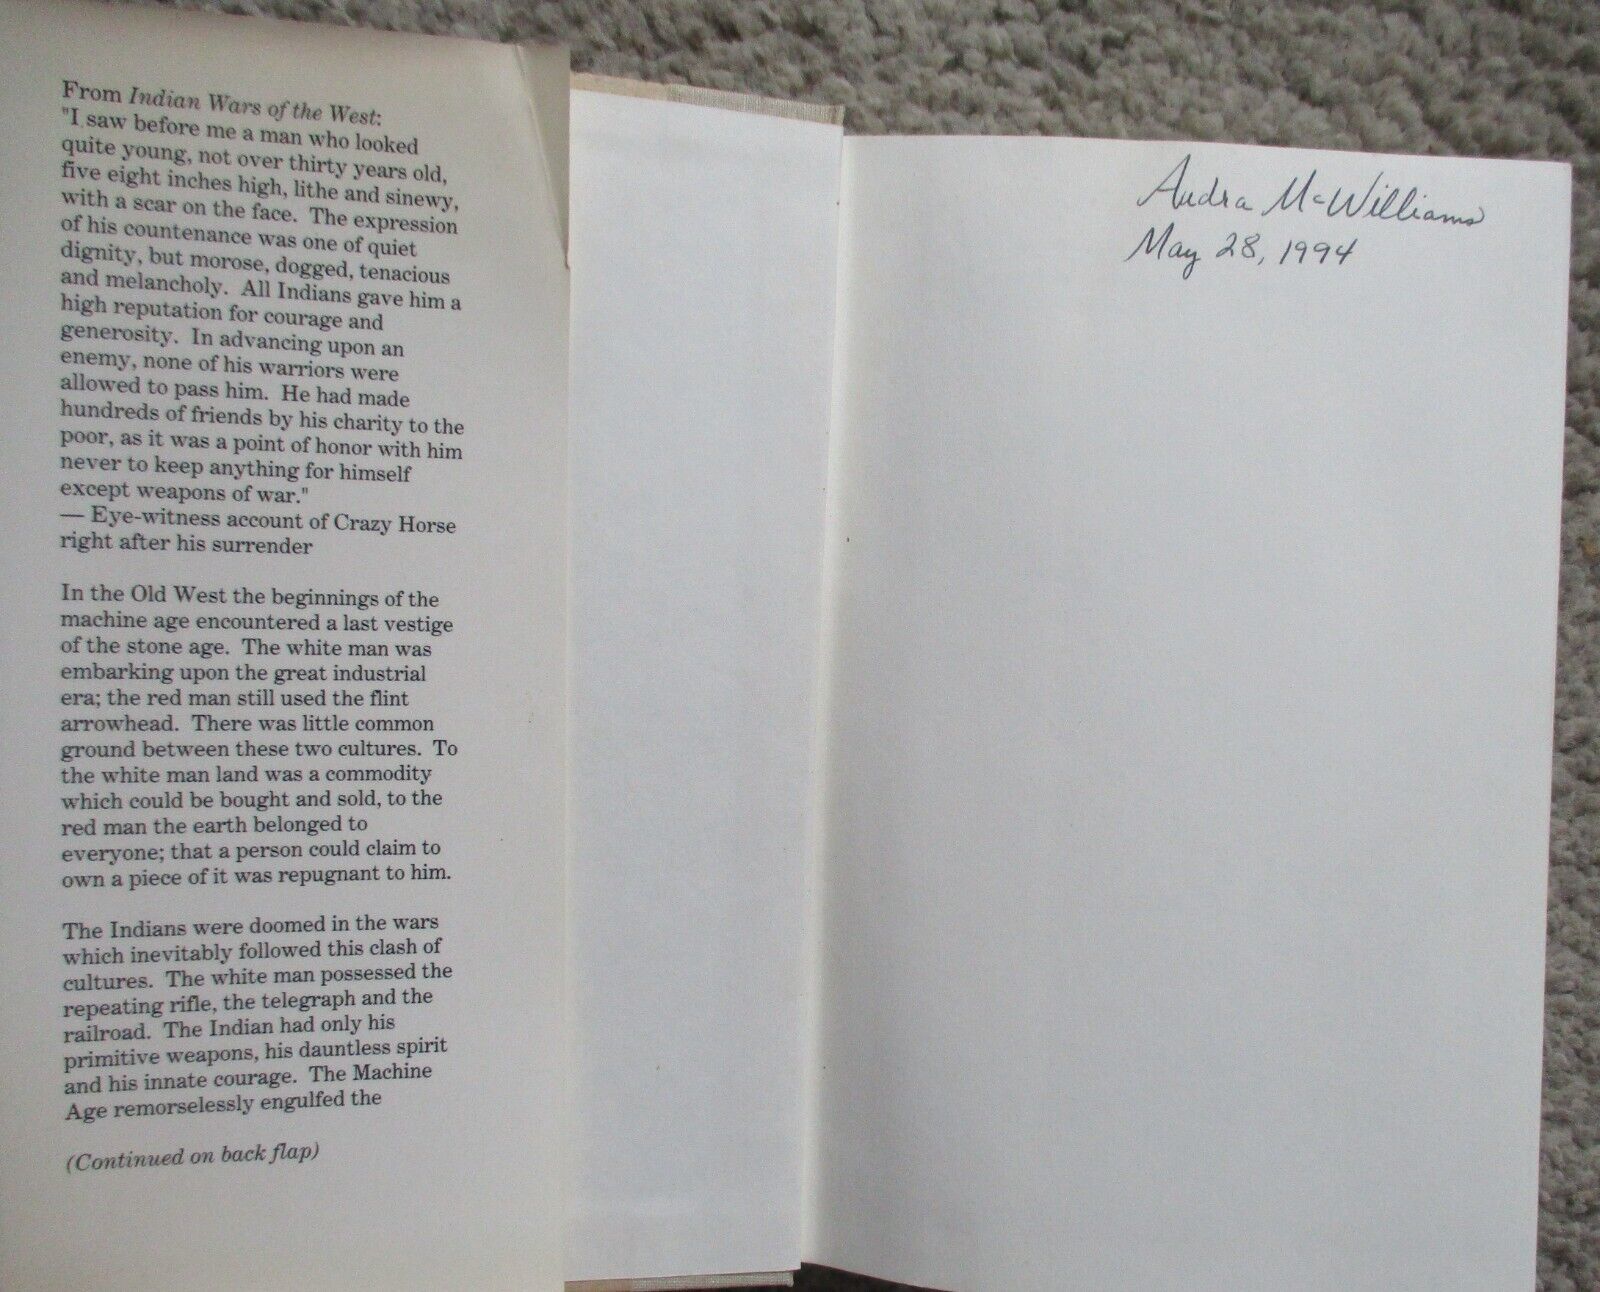 From Indian Wars of the West:
"I saw before me a man who looked
quite young, not over thirty years old,
five eight inches high, lithe and sinewy,
with a scar on the face. The expression
of his countenance was one of quiet
dignity, but morose, dogged, tenacious
and melancholy. All Indians gave him a
high reputation for courage and
generosity. In advancing upon an
enemy, none of his warriors were
allowed to pass him. He had made
hundreds of friends by his charity to the
poor, as it was a point of honor with him
never to keep anything for himself
except weapons of war."
— Eye-witness account of Crazy Horse
right after his surrender
In the Old West the beginnings of the
machine age encountered a last vestige
of the stone age. The white man was
embarking upon the great industrial
era; the red man still used the flint
arrowhead. There was little common
ground between these two cultures. To
the white man land was a commodity
which could be bought and sold, to the
red man the earth belonged to
everyone; that a person could claim to
own a piece of it was repugnant to him.
The Indians were doomed in the wars
which inevitably followed this clash of
cultures. The white man possessed the
repeating rifle, the telegraph and the
railroad. The Indian had only his
primitive weapons, his dauntless spirit
and his innate courage. The Machine
Age remorselessly engulfed the
(Continued on back flap)
Audra McWilliams
May 28, 1994